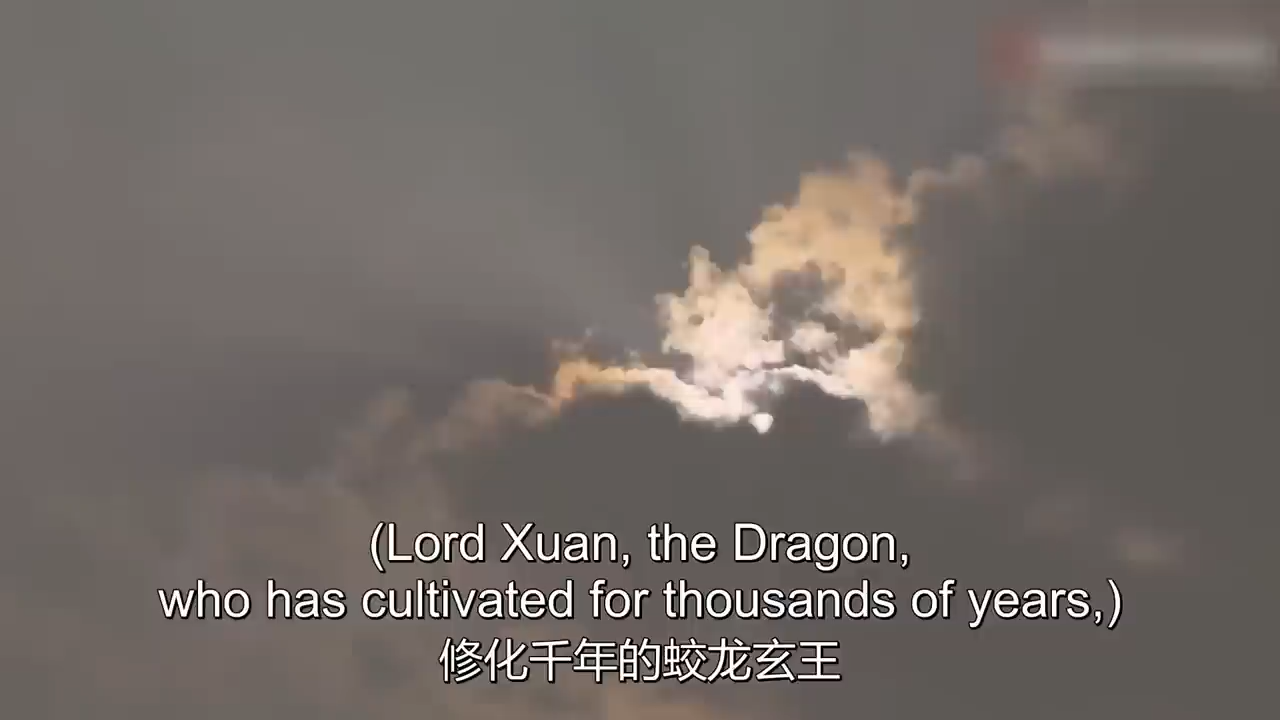 (Lord Xuan, the Dragon,
who has cultivated for thousands of years,)
修化千年的蛟龙玄王